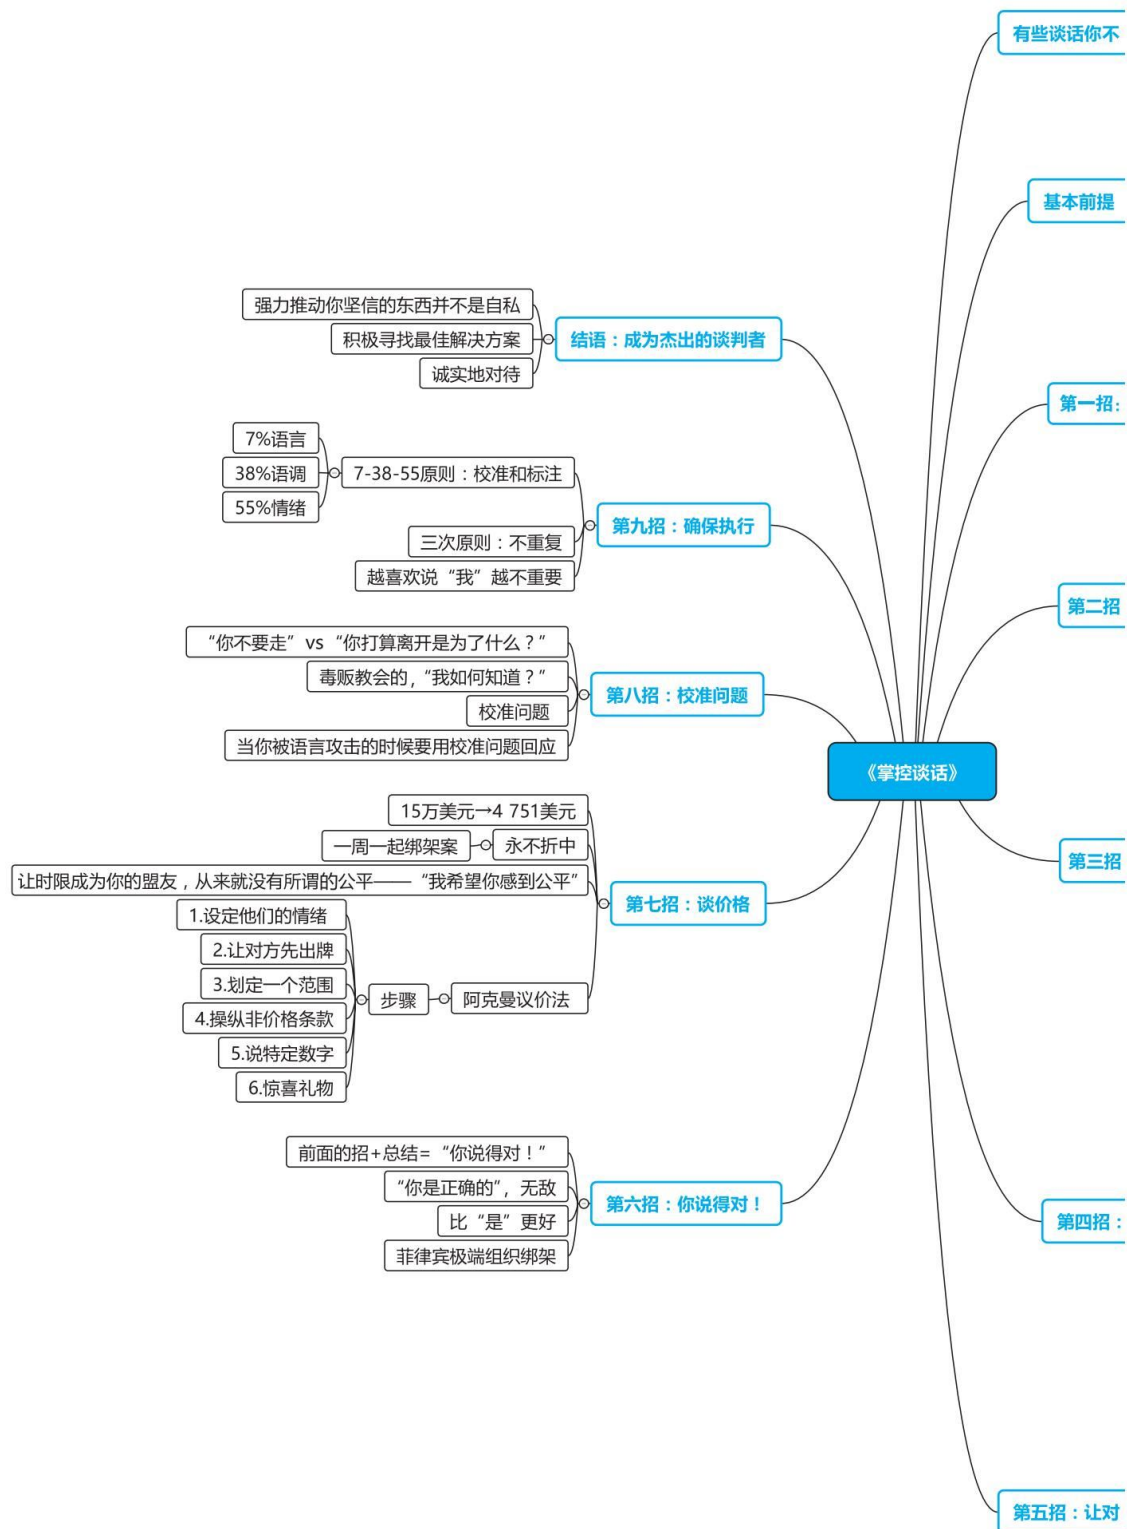 《掌控谈话》
有些谈话你不
基本前提
第一招：
第二招
第三招
第四招：
第五招：让对
结语：成为杰出的谈判者
强力推动你坚信的东西并不是自私
积极寻找最佳解决方案
诚实地对待
第九招：确保执行
7-38-55原则：校准和标注
7%语言
38%语调
55%情绪
三次原则：不重复
越喜欢说“我”越不重要
第八招：校准问题
“你不要走”vs“你打算离开是为了什么？”
毒贩教会的，“我如何知道？”
校准问题
当你被语言攻击的时候要用校准问题回应
第七招：谈价格
15万美元→4 751美元
永不折中
一周一起绑架案
让时限成为你的盟友，从来就没有所谓的公平——“我希望你感到公平”
阿克曼议价法
步骤
1.设定他们的情绪
2.让对方先出牌
3.划定一个范围
4.操纵非价格条款
5.说特定数字
6.惊喜礼物
第六招：你说得对！
前面的招+总结=“你说得对！”
“你是正确的”，无敌
比“是”更好
菲律宾极端组织绑架